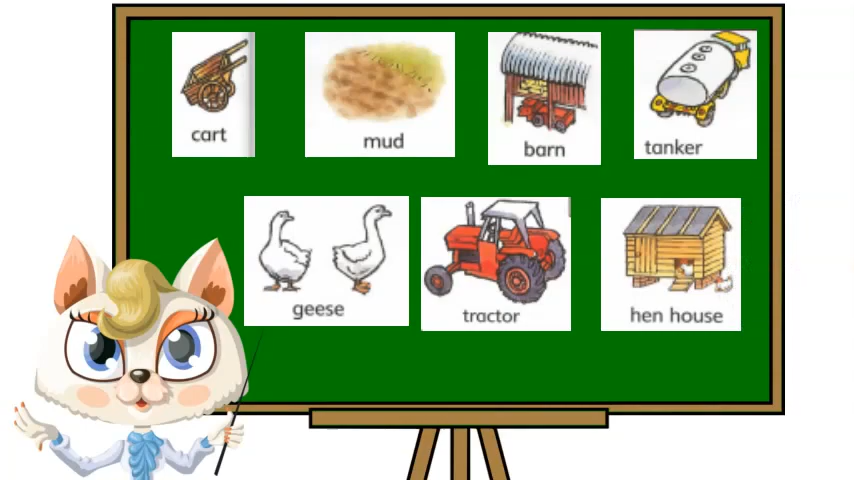 cart
mud
barn
tanker
geese
tractor
hen house